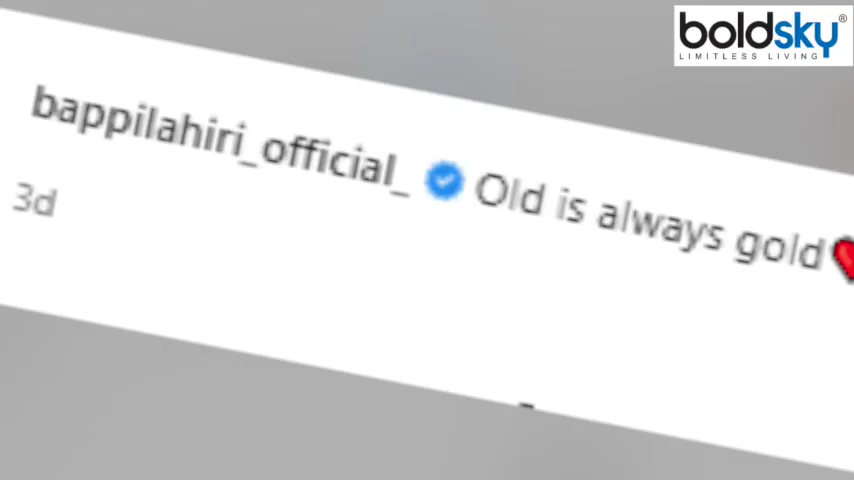 boldsky®
LIMITLESS LIVING
bappilahiri_official_ Old is always gold❤
3d